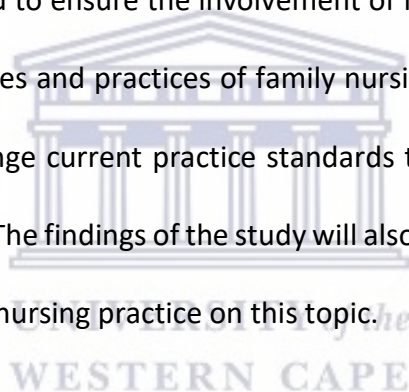 to ensure the involvement of
es and practices of family nursi
nge current practice standards t
The findings of the study will also
nursing practice on this topic.
UNIVERSITY of the
WESTERN CAPE